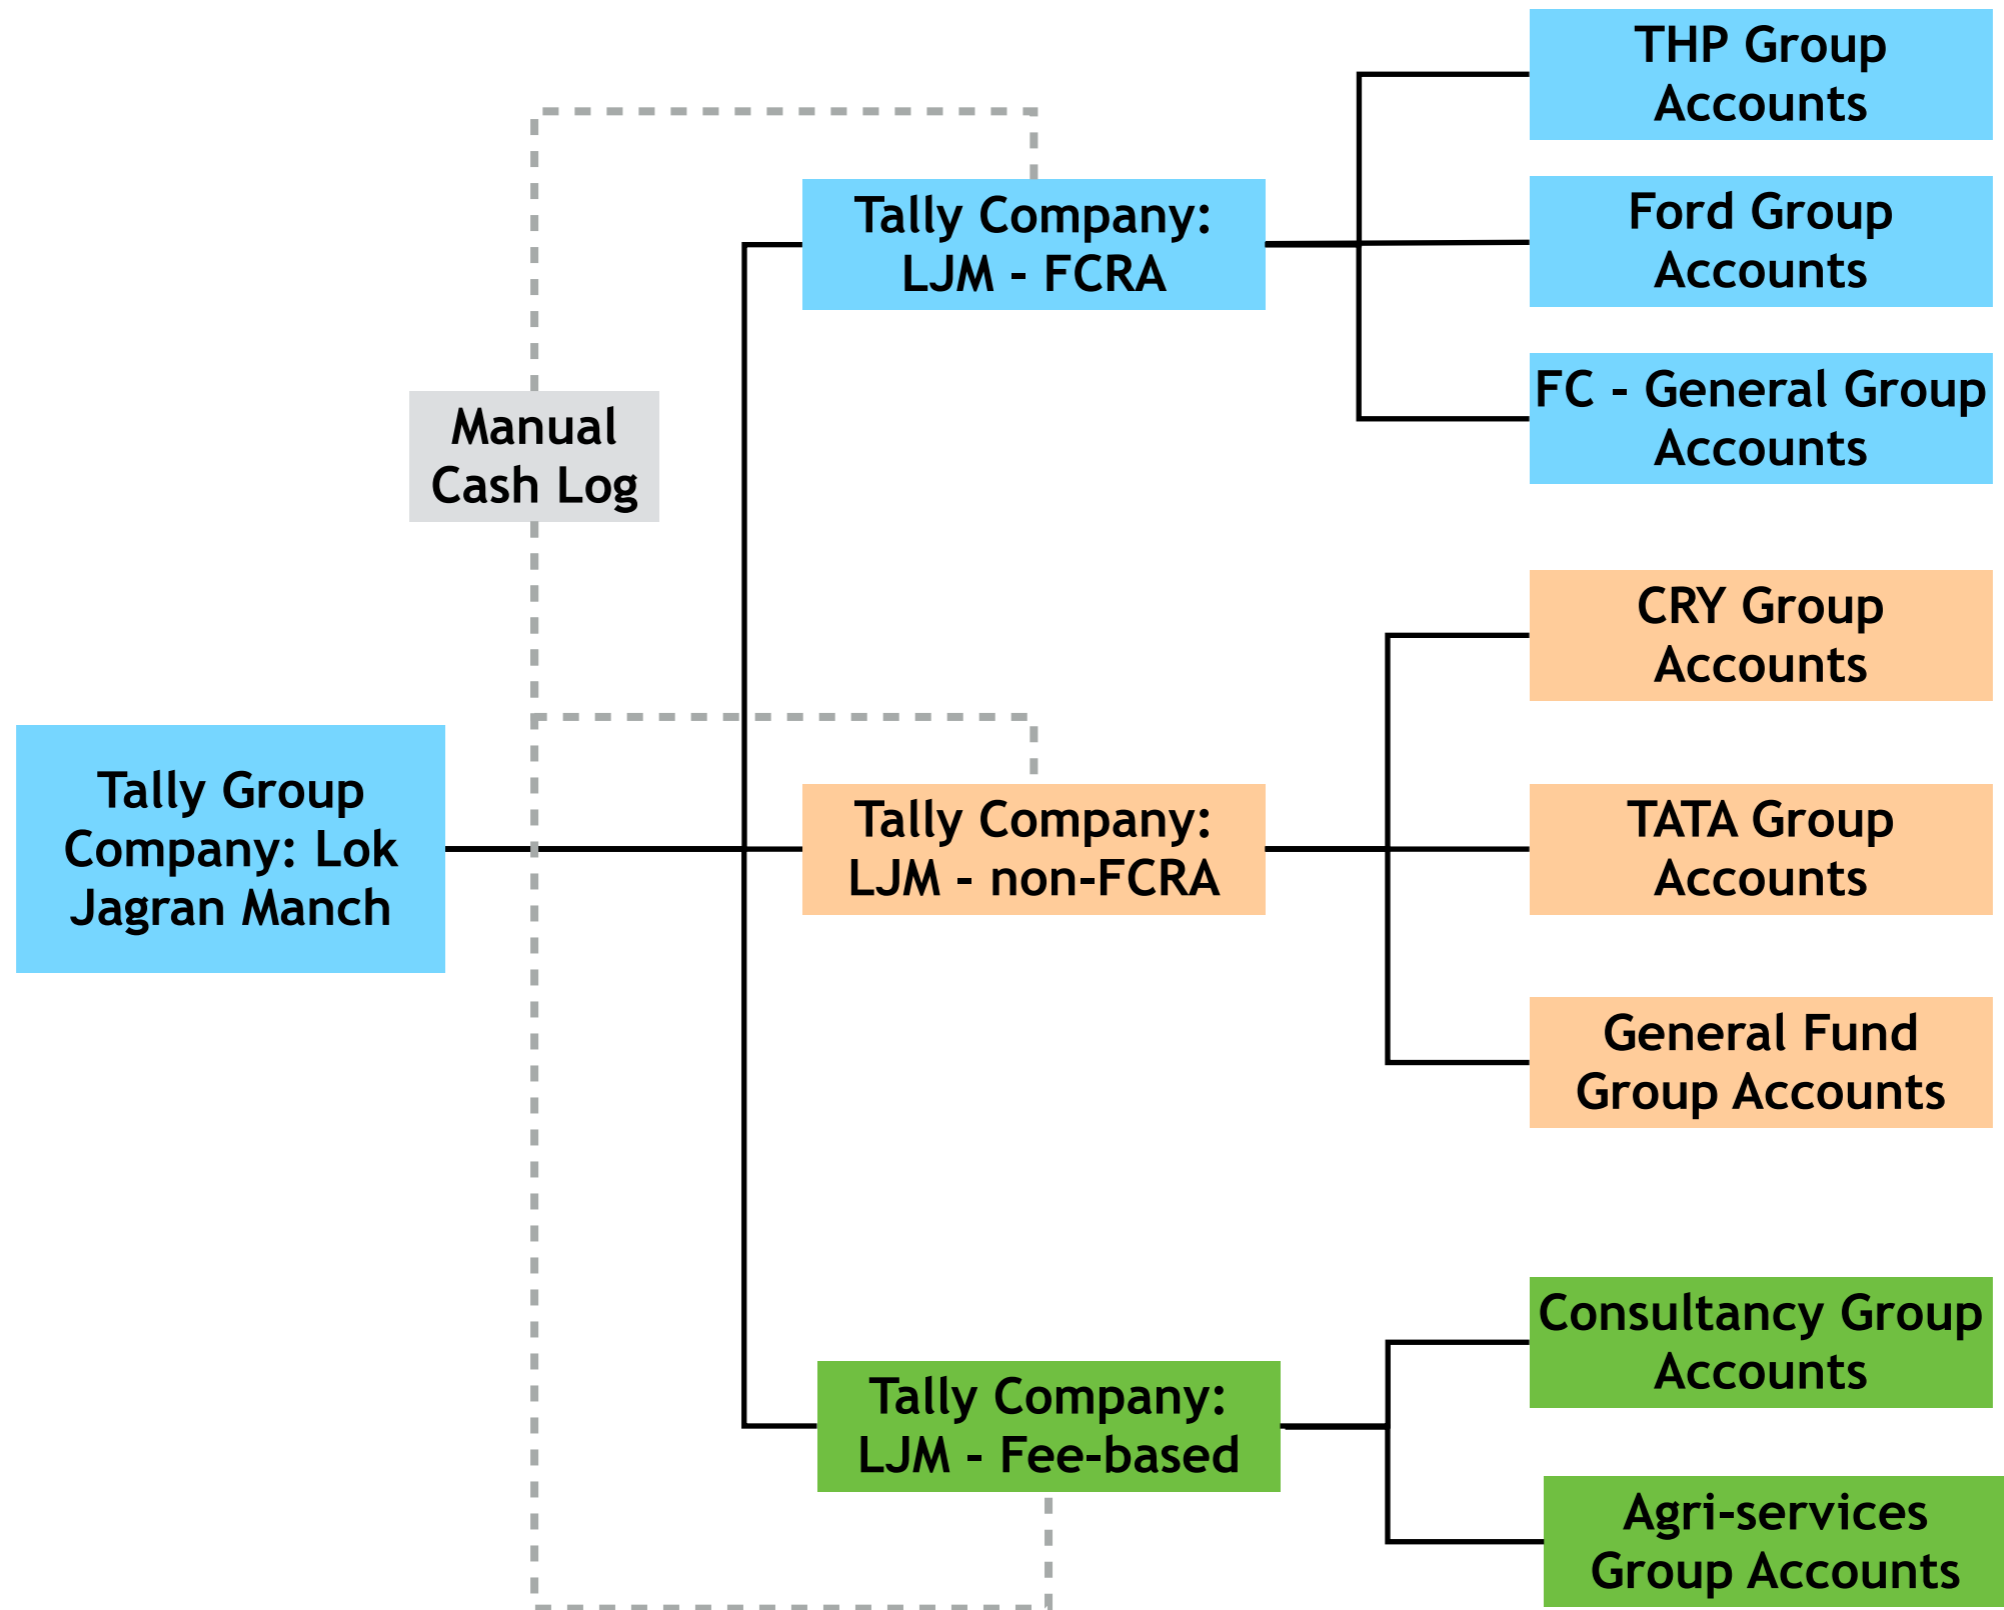 THP Group
Accounts
Tally Company:
LJM - FCRA
Ford Group
Accounts
FC - General Group
Accounts
Manual
Cash Log
CRY Group
Accounts
Tally Group
Company: Lok
Jagran Manch
Tally Company:
LJM - non-FCRA
TATA Group
Accounts
General Fund
Group Accounts
Consultancy Group
Accounts
Tally Company:
LJM - Fee-based
Agri-services
Group Accounts